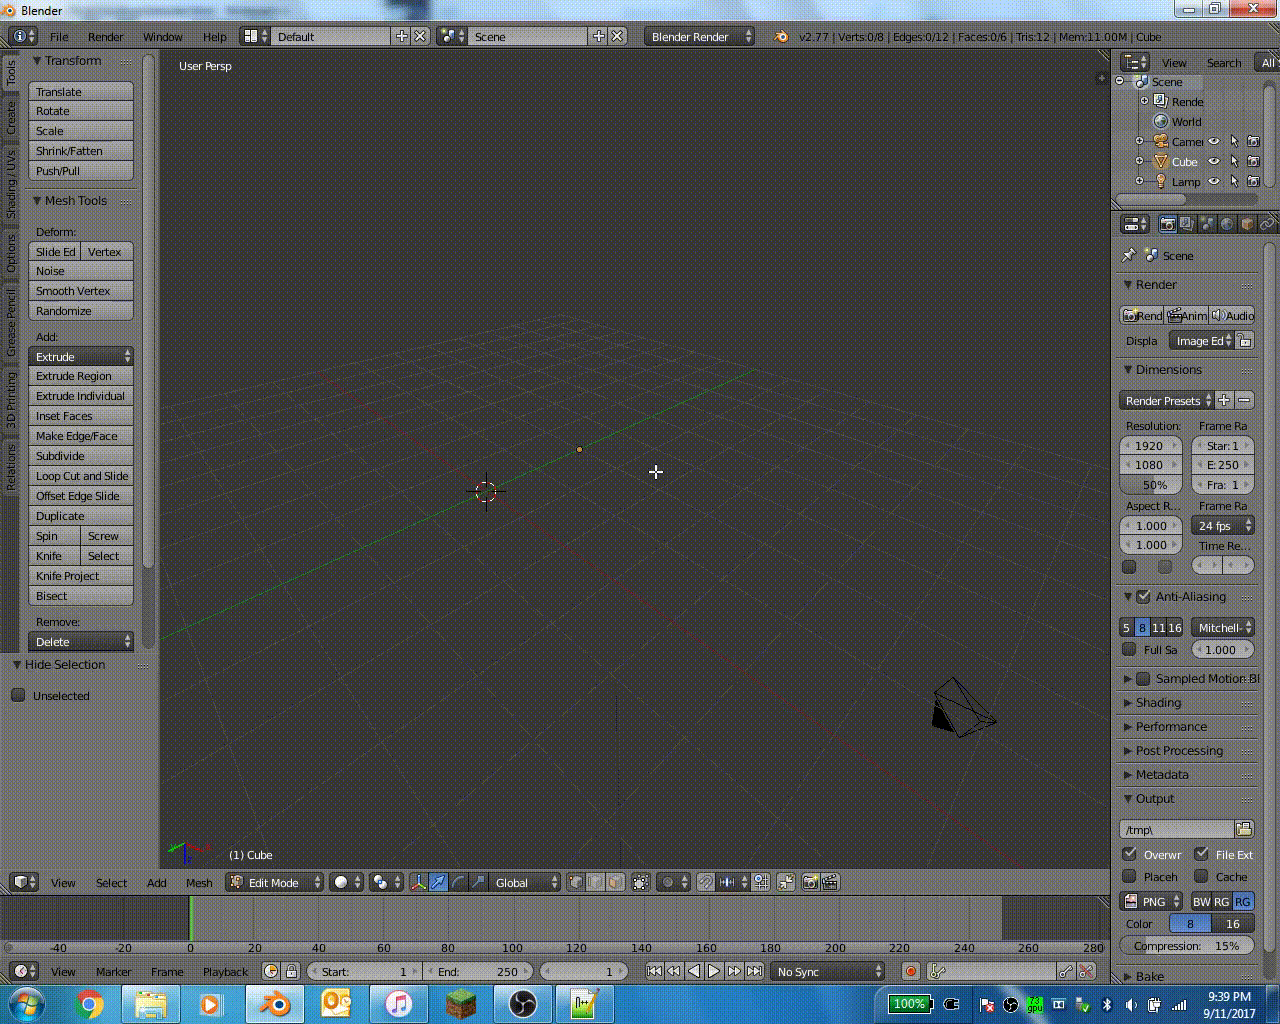 Blender
File Render Window Help Default Scene Blender Render v2.77 | Verts:0/8 | Edges:0/12 | Faces:0/6 | Tris:12 | Mem:11.00M | Cube
Tools
Create
Shading / UVs
Options
Grease Pencil
3D Printing
Relations
Transform
Translate
Rotate
Scale
Shrink/Fatten
Push/Pull
Mesh Tools
Deform:
Slide Ed Vertex
Noise
Smooth Vertex
Randomize
Add:
Extrude
Extrude Region
Extrude Individual
Inset Faces
Make Edge/Face
Subdivide
Loop Cut and Slide
Offset Edge Slide
Duplicate
Spin Screw
Knife Select
Knife Project
Bisect
Remove:
Delete
Hide Selection
Unselected
User Persp
(1) Cube
View Select Add Mesh Edit Mode Global
-40 -20 0 20 40 60 80 100 120 140 160 180 200 220 240 260 280
View Marker Frame Playback Start: 1 End: 250 1 No Sync
View Search All
Scene
Rende
World
Camer
Cube
Lamp
Scene
Render
Rend Anim Audio
Displa Image Ed
Dimensions
Render Presets
Resolution: Frame Ra
1920 Star: 1
1080 E: 250
50% Fra: 1
Aspect R... Frame Ra
1.000 24 fps
1.000 Time Re...
Anti-Aliasing
5 8 11 16 Mitchell-
Full Sa 1.000
Sampled Motion Bl
Shading
Performance
Post Processing
Metadata
Output
/tmp\
Overwr File Ext
Placeh Cache
PNG BW RG RG
Color 8 16
Compression: 15%
Bake
100% 73 gpu 9:39 PM
9/11/2017